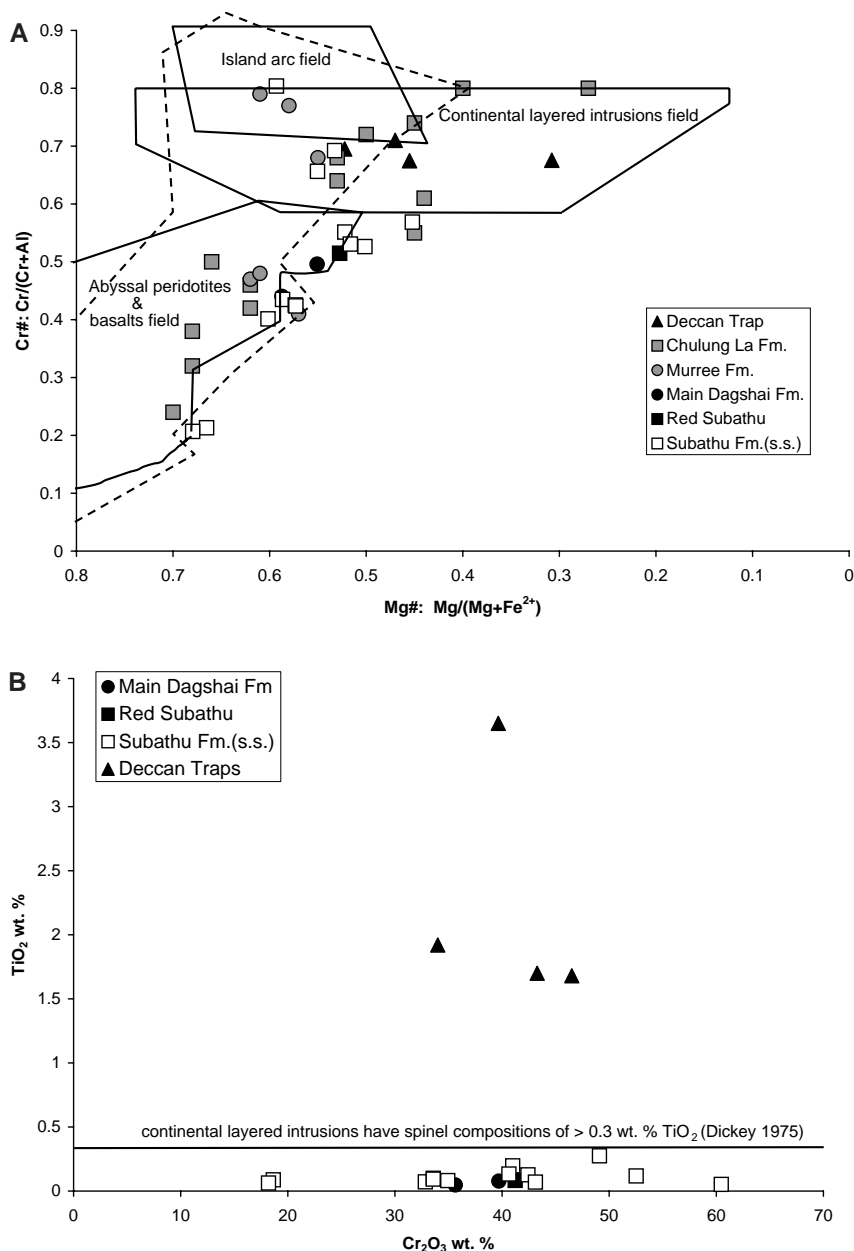 A
Cr#: Cr/(Cr+Al)
0.9
0.8
0.7
0.6
0.5
0.4
0.3
0.2
0.1
0
Island arc field
Continental layered intrusions field
Abyssal peridotites
&
basalts field
Deccan Trap
Chulung La Fm.
Murree Fm.
Main Dagshai Fm.
Red Subathu
Subathu Fm.(s.s.)
0.8 0.7 0.6 0.5 0.4 0.3 0.2 0.1 0
Mg#: Mg/(Mg+Fe²⁺)
B
TiO₂ wt. %
4
3.5
3
2.5
2
1.5
1
0.5
0
Main Dagshai Fm
Red Subathu
Subathu Fm.(s.s.)
Deccan Traps
continental layered intrusions have spinel compositions of > 0.3 wt. % TiO₂ (Dickey 1975)
0 10 20 30 40 50 60 70
Cr₂O₃ wt. %